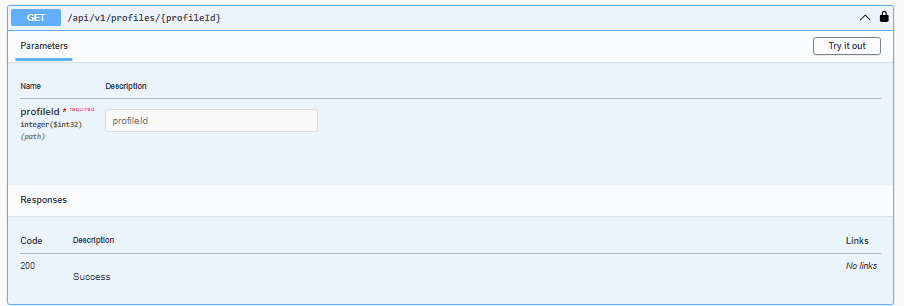 GET /api/v1/profiles/{profileId}
Parameters Try it out
Name Description
profileId * required
integer($int32)
(path)
profileId
Responses
Code Description Links
200 Success No links